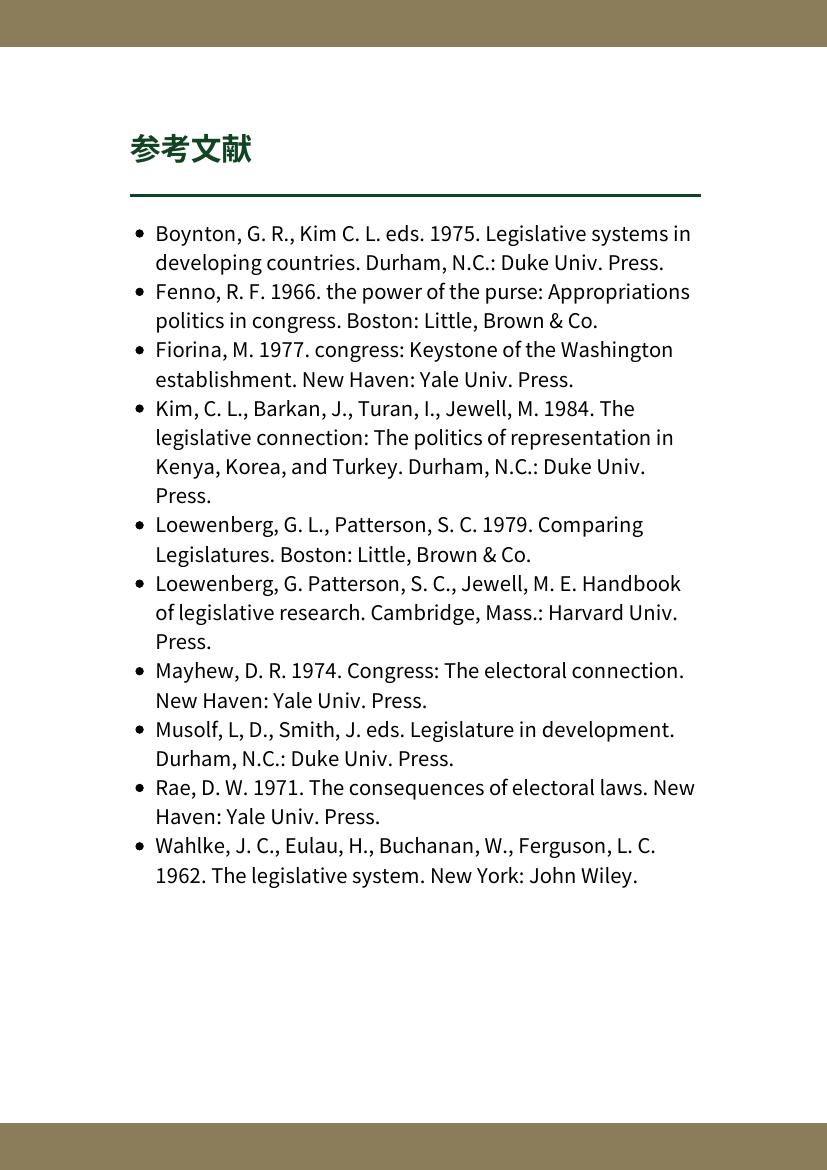 参考文献
• Boynton, G. R., Kim C. L. eds. 1975. Legislative systems in
developing countries. Durham, N.C.: Duke Univ. Press.
• Fenno, R. F. 1966. the power of the purse: Appropriations
politics in congress. Boston: Little, Brown & Co.
• Fiorina, M. 1977. congress: Keystone of the Washington
establishment. New Haven: Yale Univ. Press.
• Kim, C. L., Barkan, J., Turan, I., Jewell, M. 1984. The
legislative connection: The politics of representation in
Kenya, Korea, and Turkey. Durham, N.C.: Duke Univ.
Press.
• Loewenberg, G. L., Patterson, S. C. 1979. Comparing
Legislatures. Boston: Little, Brown & Co.
• Loewenberg, G. Patterson, S. C., Jewell, M. E. Handbook
of legislative research. Cambridge, Mass.: Harvard Univ.
Press.
• Mayhew, D. R. 1974. Congress: The electoral connection.
New Haven: Yale Univ. Press.
• Musolf, L, D., Smith, J. eds. Legislature in development.
Durham, N.C.: Duke Univ. Press.
• Rae, D. W. 1971. The consequences of electoral laws. New
Haven: Yale Univ. Press.
• Wahlke, J. C., Eulau, H., Buchanan, W., Ferguson, L. C.
1962. The legislative system. New York: John Wiley.